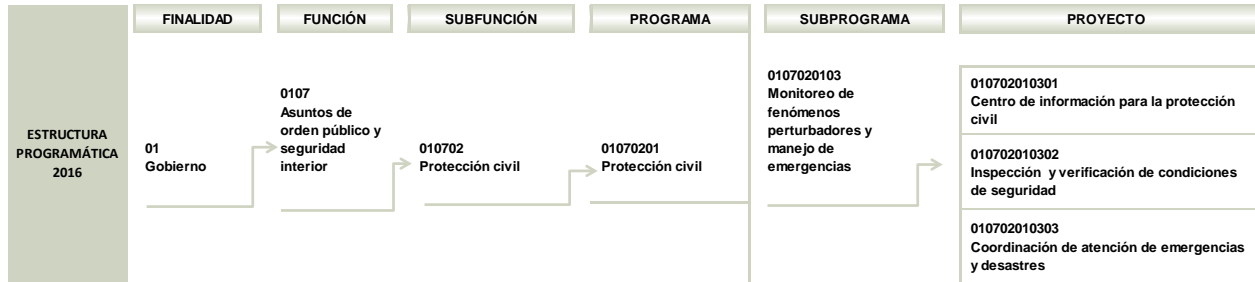 FINALIDAD
FUNCIÓN
SUBFUNCIÓN
PROGRAMA
SUBPROGRAMA
PROYECTO
ESTRUCTURA
PROGRAMÁTICA
2016
01
Gobierno
0107
Asuntos de
orden público y
seguridad
interior
010702
Protección civil
01070201
Protección civil
0107020103
Monitoreo de
fenómenos
perturbadores y
manejo de
emergencias
010702010301
Centro de información para la protección
civil
010702010302
Inspección y verificación de condiciones
de seguridad
010702010303
Coordinación de atención de emergencias
y desastres